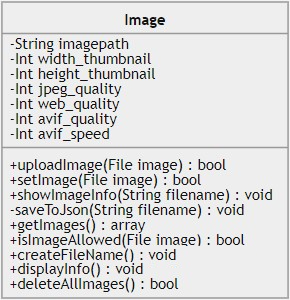 Image
-String imagepath
-Int width_thumbnail
-Int height_thumbnail
-Int jpeg_quality
-Int web_quality
-Int avif_quality
-Int avif_speed
+uploadImage(File image) : bool
+setImage(File image) : bool
+showImageInfo(String filename) : void
-saveToJson(String filename) : void
+getImages() : array
+isImageAllowed(File image) : bool
+createFileName() : void
+displayInfo() : void
+deleteAllImages() : bool